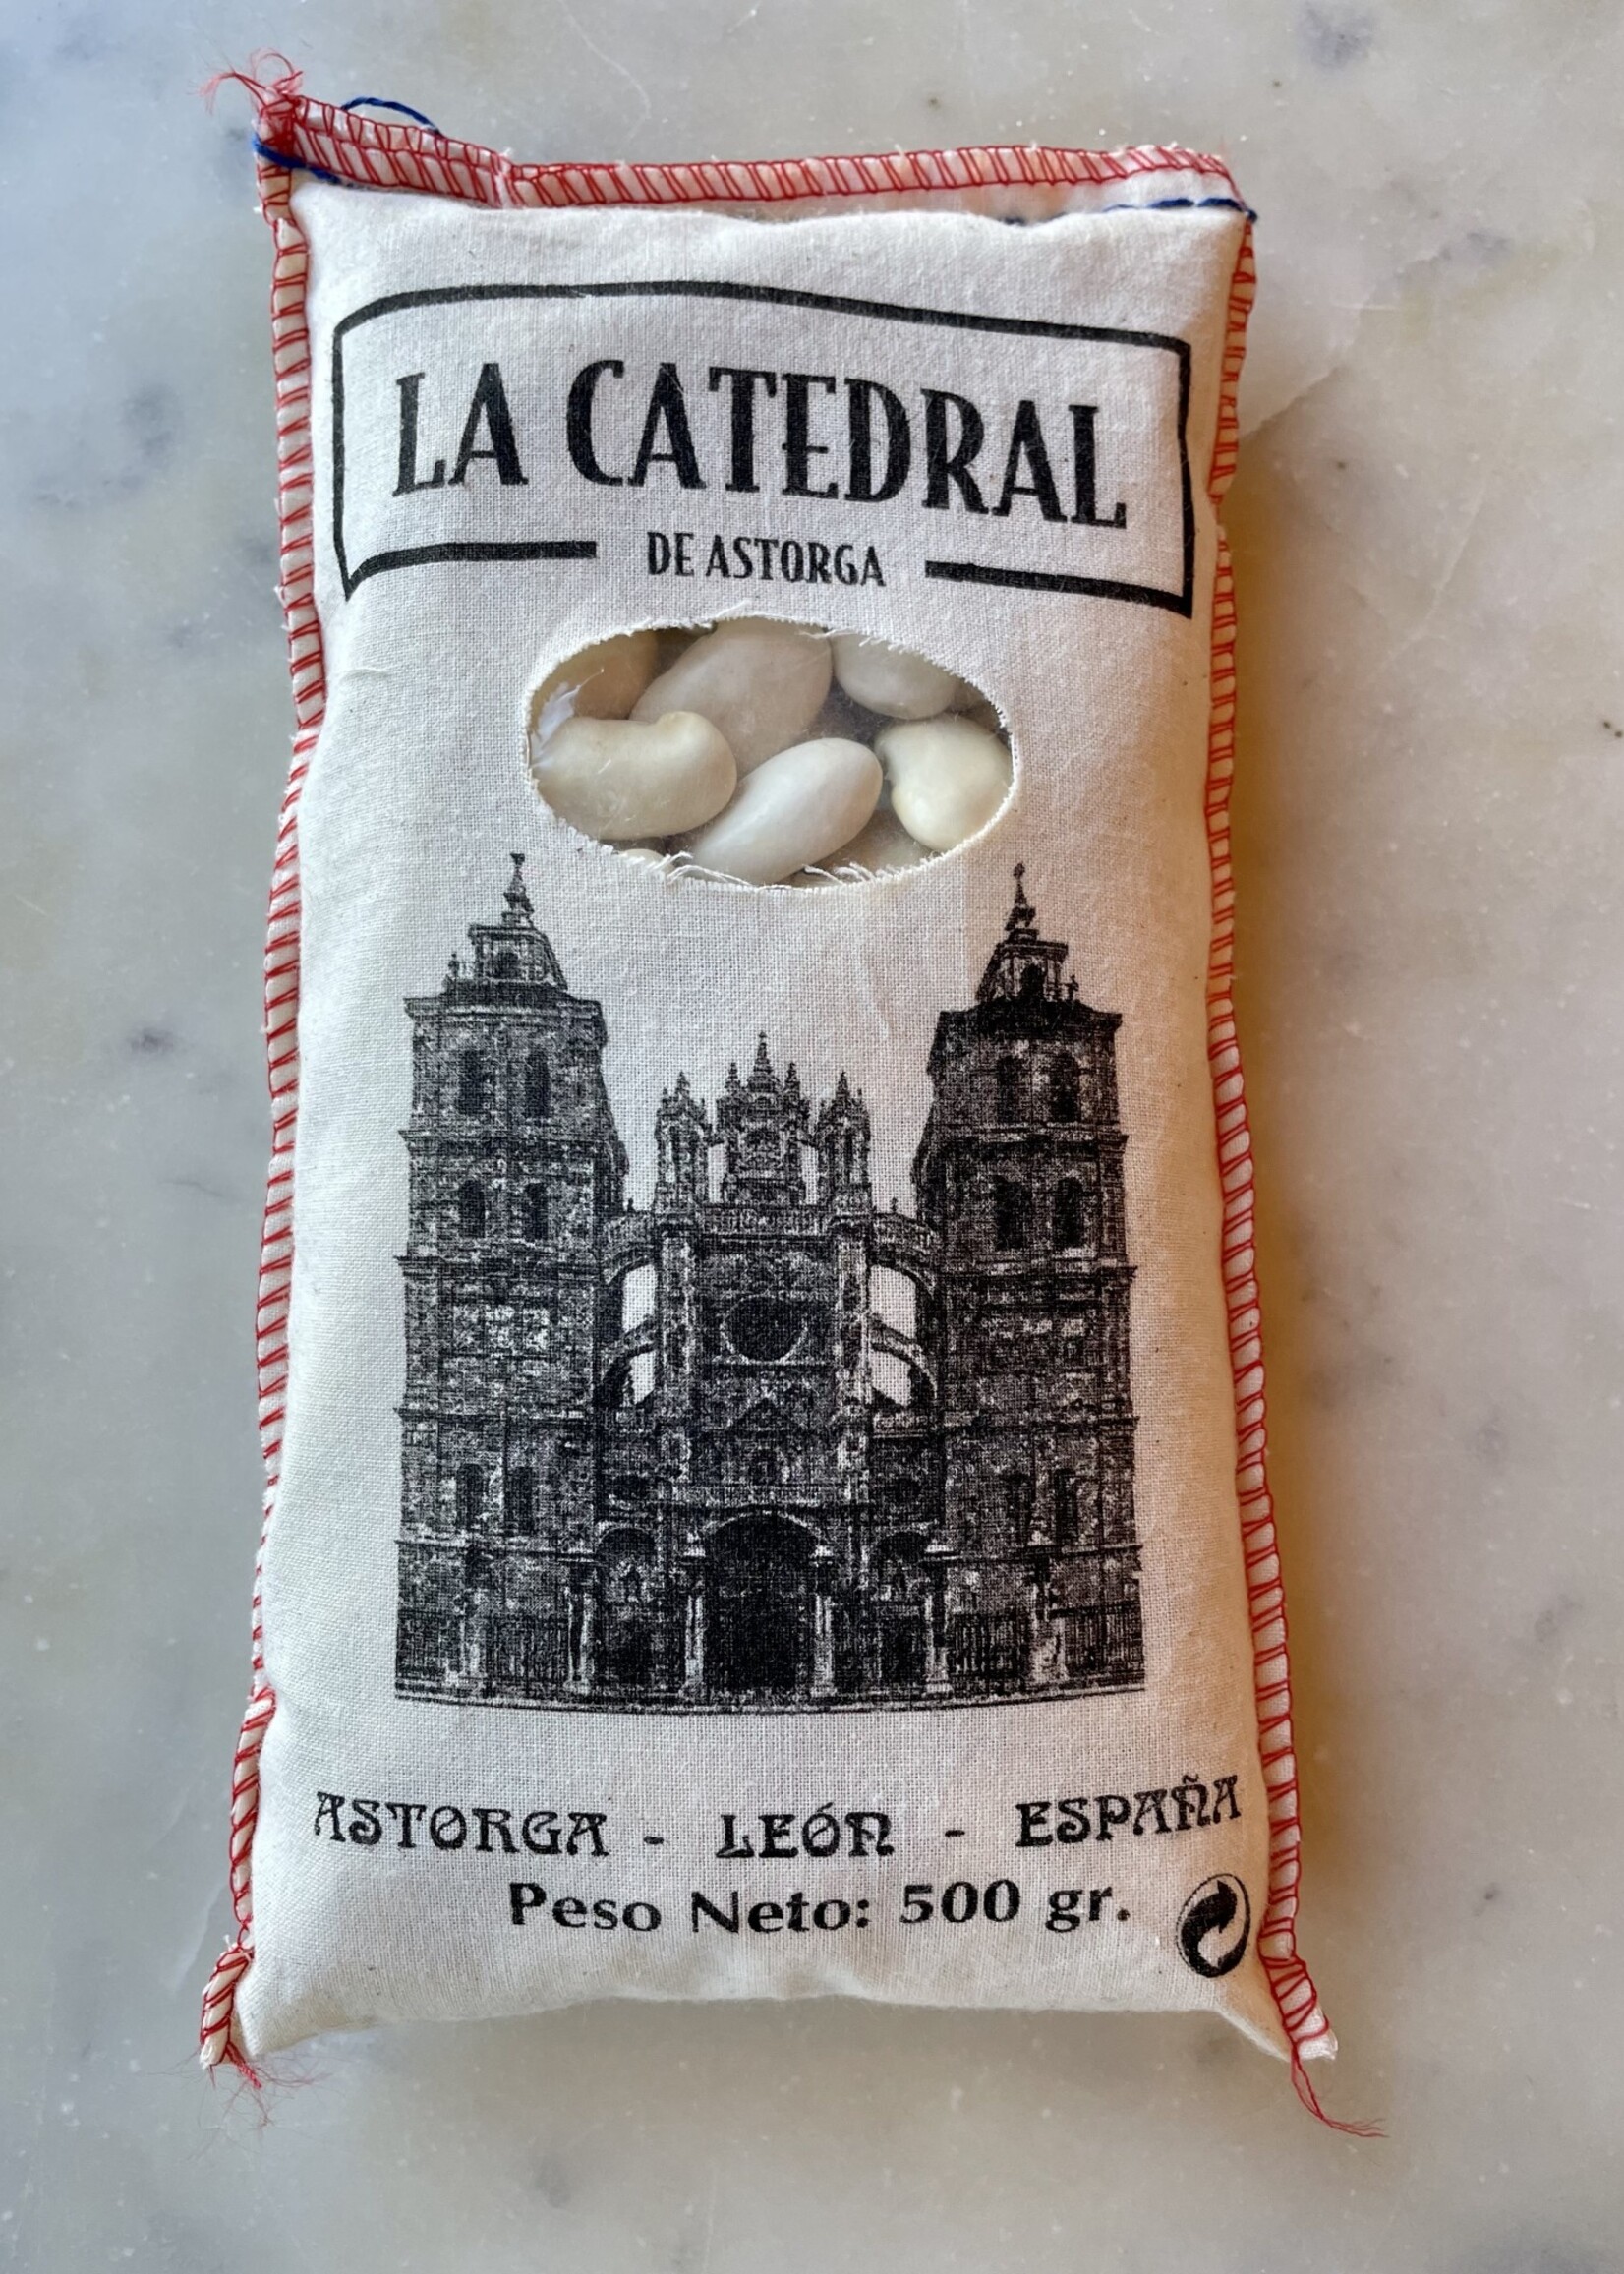 LA CATEDRAL
DE ASTORGA
ASTORGA - LEÓN - ESPAÑA
Peso Neto: 500 gr.